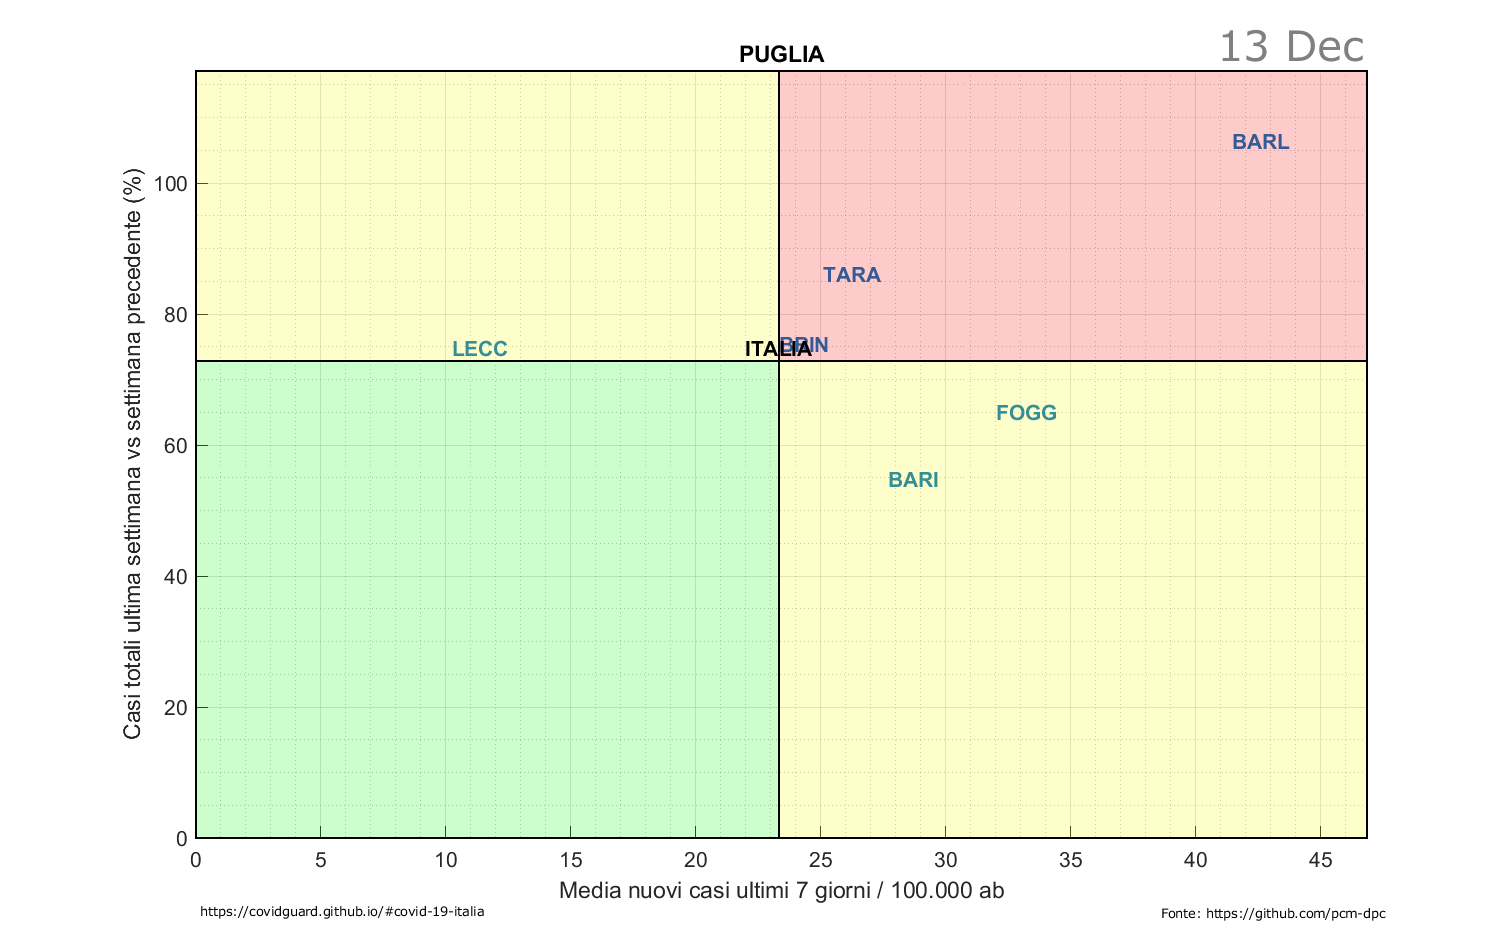 PUGLIA
13 Dec
Casi totali ultima settimana vs settimana precedente (%)
100
80
60
40
20
0
BARL
TARA
BRIN
LECC
ITALIA
FOGG
BARI
0 5 10 15 20 25 30 35 40 45
Media nuovi casi ultimi 7 giorni / 100.000 ab
https://covidguard.github.io/#covid-19-italia
Fonte: https://github.com/pcm-dpc